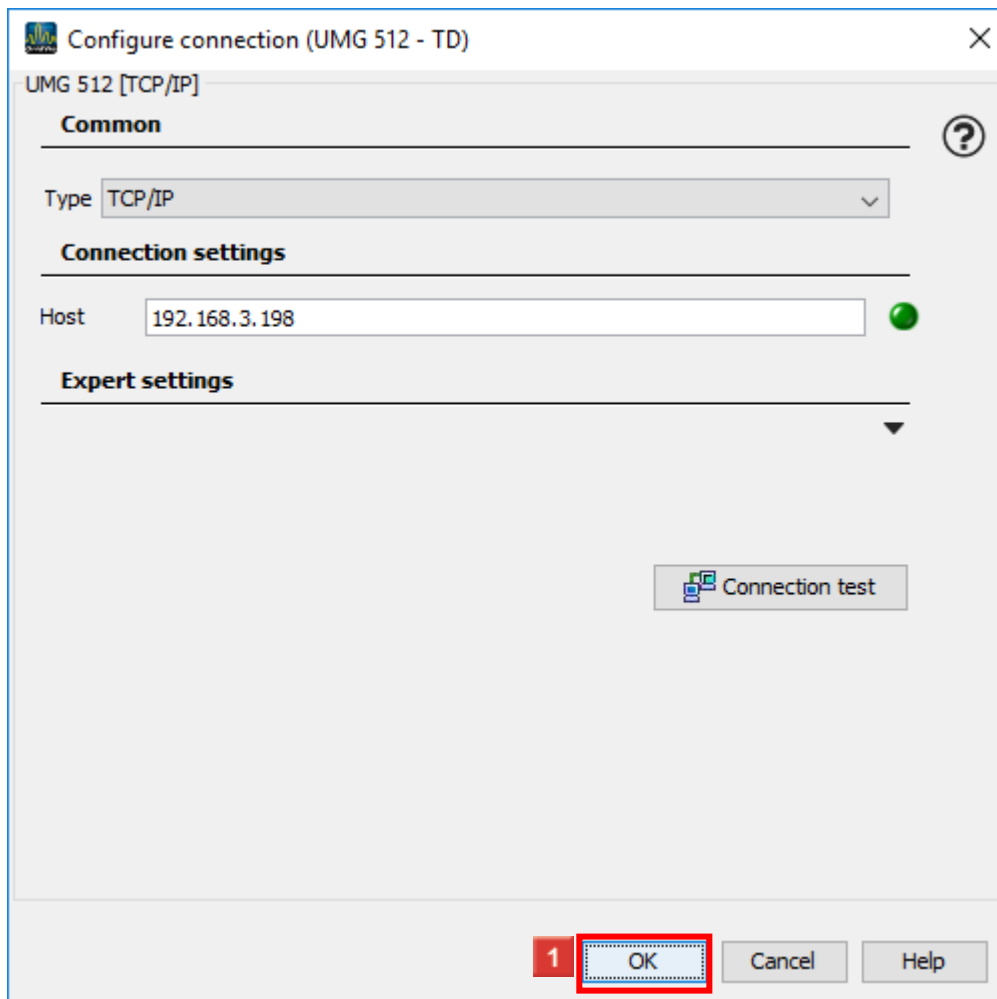 Configure connection (UMG 512 - TD)
UMG 512 [TCP/IP]
Common
?
Type TCP/IP
Connection settings
Host 192.168.3.198
Expert settings
Connection test
1 OK Cancel Help